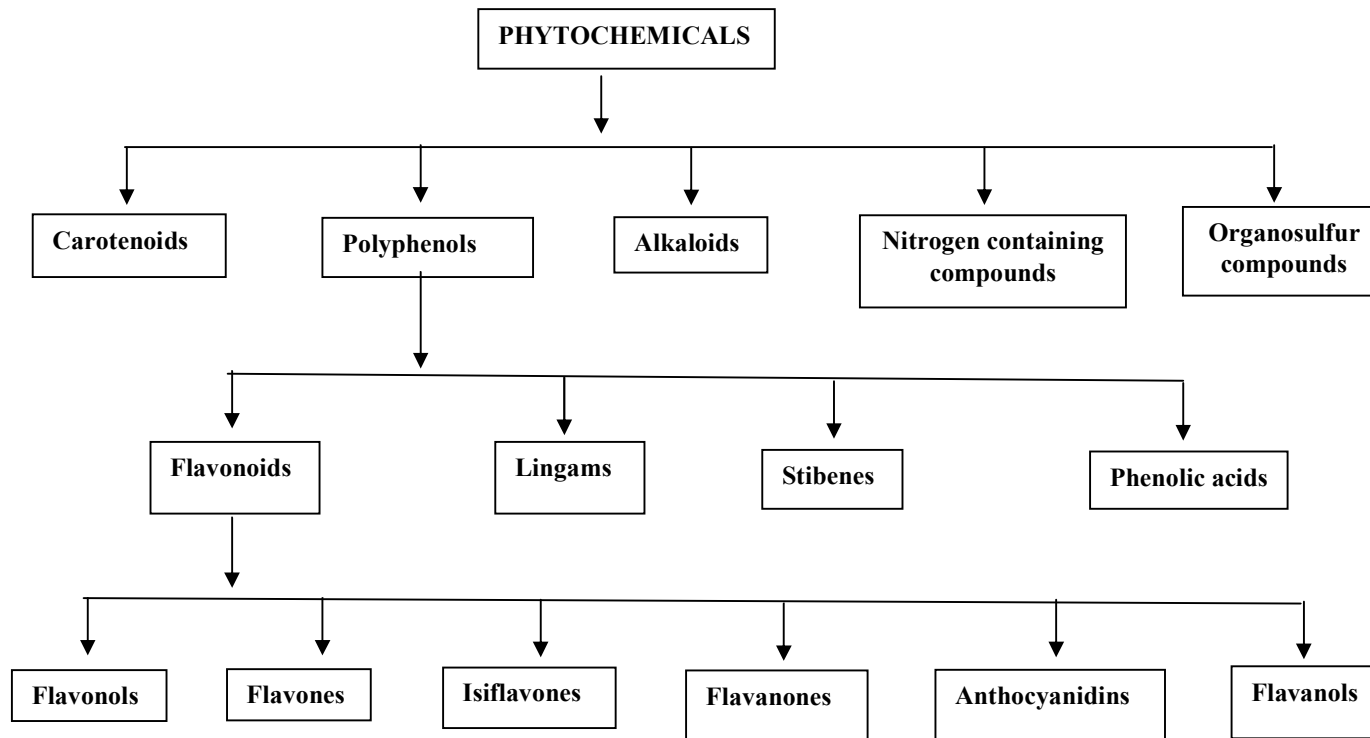 PHYTOCHEMICALS
Carotenoids
Polyphenols
Alkaloids
Nitrogen containing
compounds
Organosulfur
compounds
Flavonoids
Lingams
Stibenes
Phenolic acids
Flavonols
Flavones
Isiflavones
Flavanones
Anthocyanidins
Flavanols